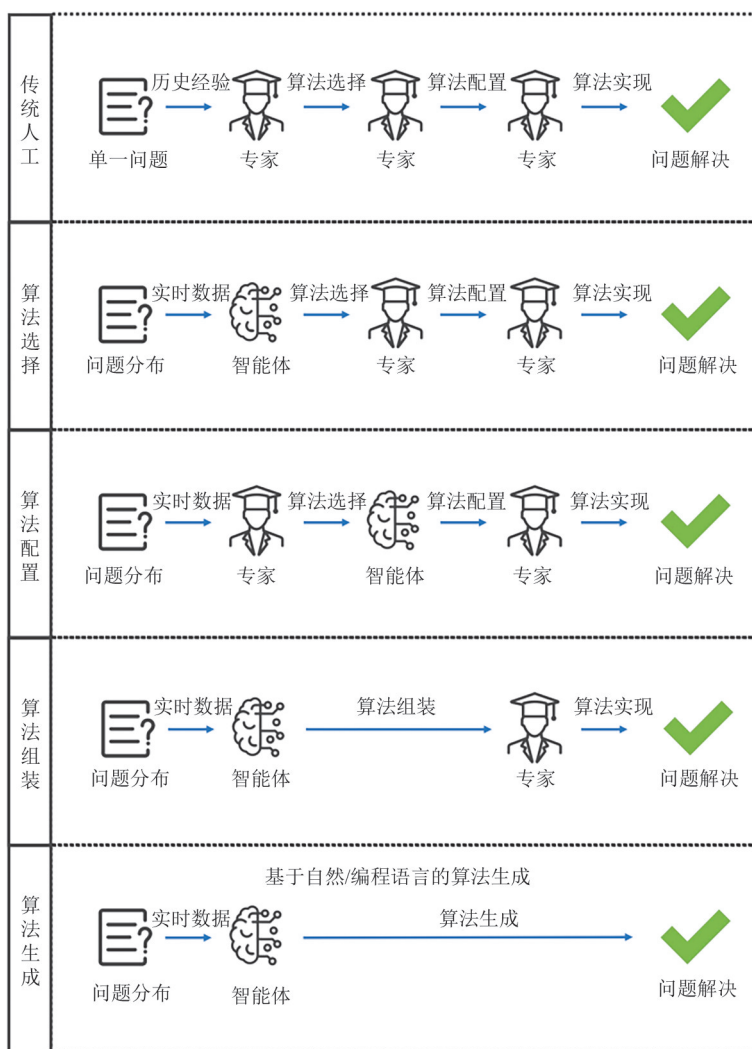 传统人工
历史经验 算法选择 算法配置 算法实现
单一问题 专家 专家 专家 问题解决
算法选择
实时数据 算法选择 算法配置 算法实现
问题分布 智能体 专家 专家 问题解决
算法配置
实时数据 算法选择 算法配置 算法实现
问题分布 专家 智能体 专家 问题解决
算法组装
实时数据 算法组装 算法实现
问题分布 智能体 专家 问题解决
算法生成
基于自然/编程语言的算法生成
实时数据 算法生成
问题分布 智能体 问题解决